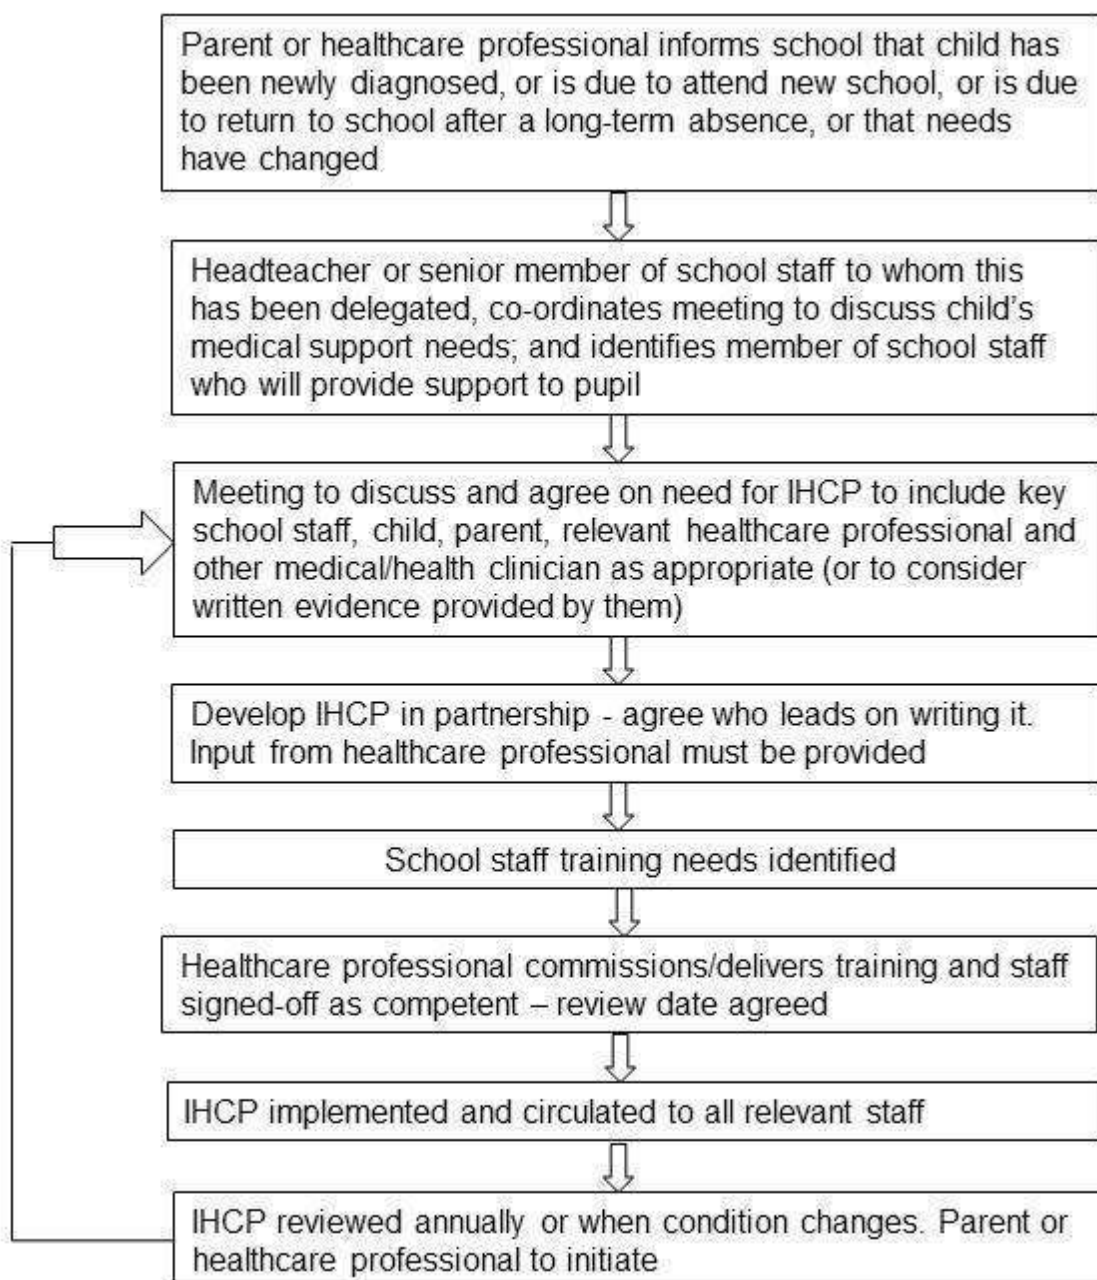 Parent or healthcare professional informs school that child has
been newly diagnosed, or is due to attend new school, or is due
to return to school after a long-term absence, or that needs
have changed
Headteacher or senior member of school staff to whom this
has been delegated, co-ordinates meeting to discuss child's
medical support needs; and identifies member of school staff
who will provide support to pupil
Meeting to discuss and agree on need for IHCP to include key
school staff, child, parent, relevant healthcare professional and
other medical/health clinician as appropriate (or to consider
written evidence provided by them)
Develop IHCP in partnership - agree who leads on writing it.
Input from healthcare professional must be provided
School staff training needs identified
Healthcare professional commissions/delivers training and staff
signed-off as competent – review date agreed
IHCP implemented and circulated to all relevant staff
IHCP reviewed annually or when condition changes. Parent or
healthcare professional to initiate